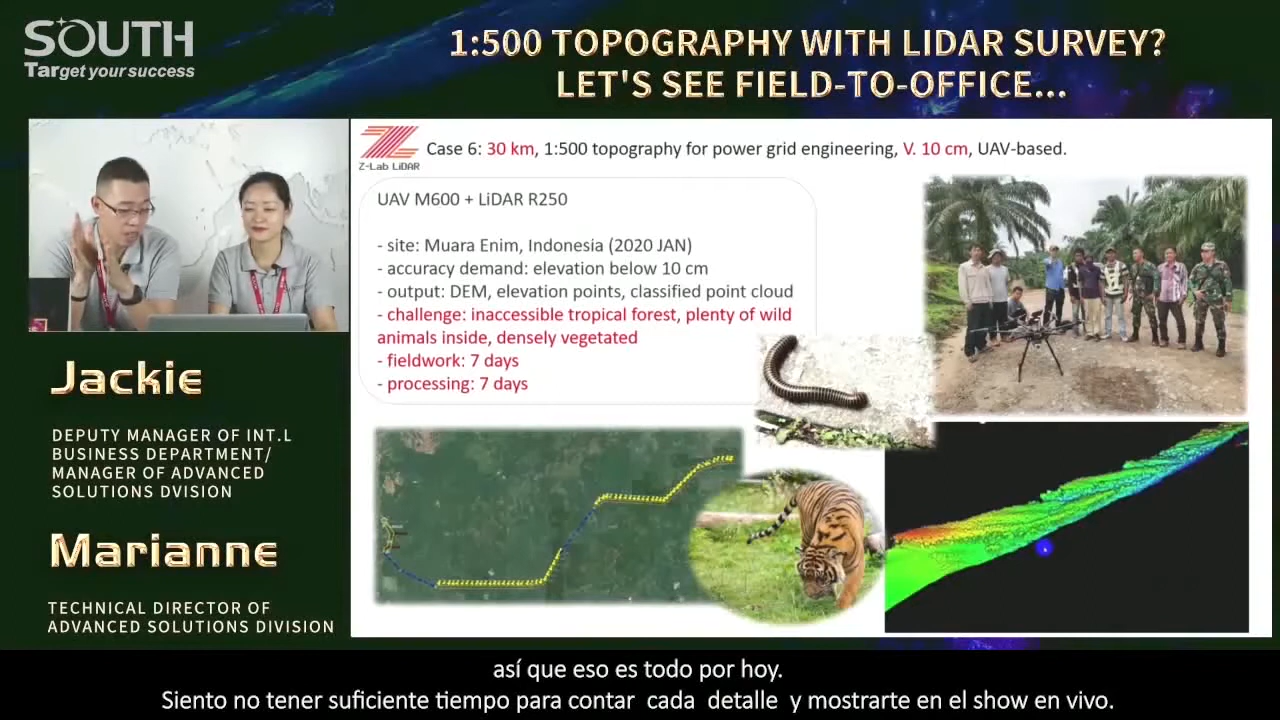 SOUTH
Target your success
1:500 TOPOGRAPHY WITH LIDAR SURVEY?
LET'S SEE FIELD-TO-OFFICE...
Z-Lab LiDAR
Case 6: 30 km, 1:500 topography for power grid engineering, V. 10 cm, UAV-based.
UAV M600 + LiDAR R250
- site: Muara Enim, Indonesia (2020 JAN)
- accuracy demand: elevation below 10 cm
- output: DEM, elevation points, classified point cloud
- challenge: inaccessible tropical forest, plenty of wild
animals inside, densely vegetated
- fieldwork: 7 days
- processing: 7 days
Jackie
DEPUTY MANAGER OF INT.L
BUSINESS DEPARTMENT/
MANAGER OF ADVANCED
SOLUTIONS DVISION
Marianne
TECHNICAL DIRECTOR OF
ADVANCED SOLUTIONS DIVISION
así que eso es todo por hoy.
Siento no tener suficiente tiempo para contar cada detalle y mostrarte en el show en vivo.